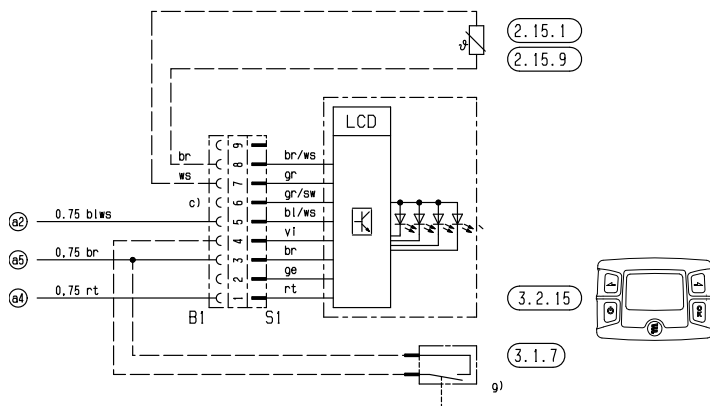 2.15.1
2.15.9
ϑ
LCD
br
ws
c)
9
8
7
6
5
4
3
2
1
br/ws
gr
gr/sw
bl/ws
vi
br
ge
rt
a2
0.75 blws
a5
0,75 br
a4
0,75 rt
B1
S1
3.2.15
OK
3.1.7
g)